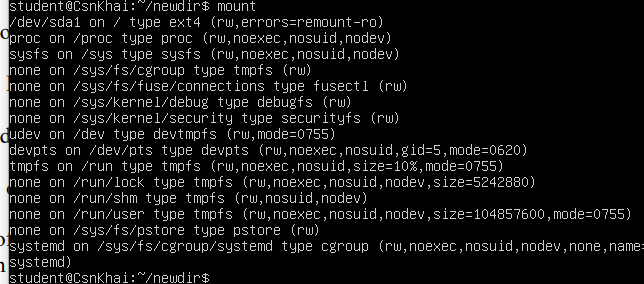 student@CsnKhai:~/newdir$ mount
/dev/sda1 on / type ext4 (rw,errors=remount-ro)
proc on /proc type proc (rw,noexec,nosuid,nodev)
sysfs on /sys type sysfs (rw,noexec,nosuid,nodev)
none on /sys/fs/cgroup type tmpfs (rw)
none on /sys/fs/fuse/connections type fusectl (rw)
none on /sys/kernel/debug type debugfs (rw)
none on /sys/kernel/security type securityfs (rw)
udev on /dev type devtmpfs (rw,mode=0755)
devpts on /dev/pts type devpts (rw,noexec,nosuid,gid=5,mode=0620)
tmpfs on /run type tmpfs (rw,noexec,nosuid,size=10%,mode=0755)
none on /run/lock type tmpfs (rw,noexec,nosuid,nodev,size=5242880)
none on /run/shm type tmpfs (rw,nosuid,nodev)
none on /run/user type tmpfs (rw,noexec,nosuid,nodev,size=104857600,mode=0755)
none on /sys/fs/pstore type pstore (rw)
systemd on /sys/fs/cgroup/systemd type cgroup (rw,noexec,nosuid,nodev,none,name=
systemd)
student@CsnKhai:~/newdir$